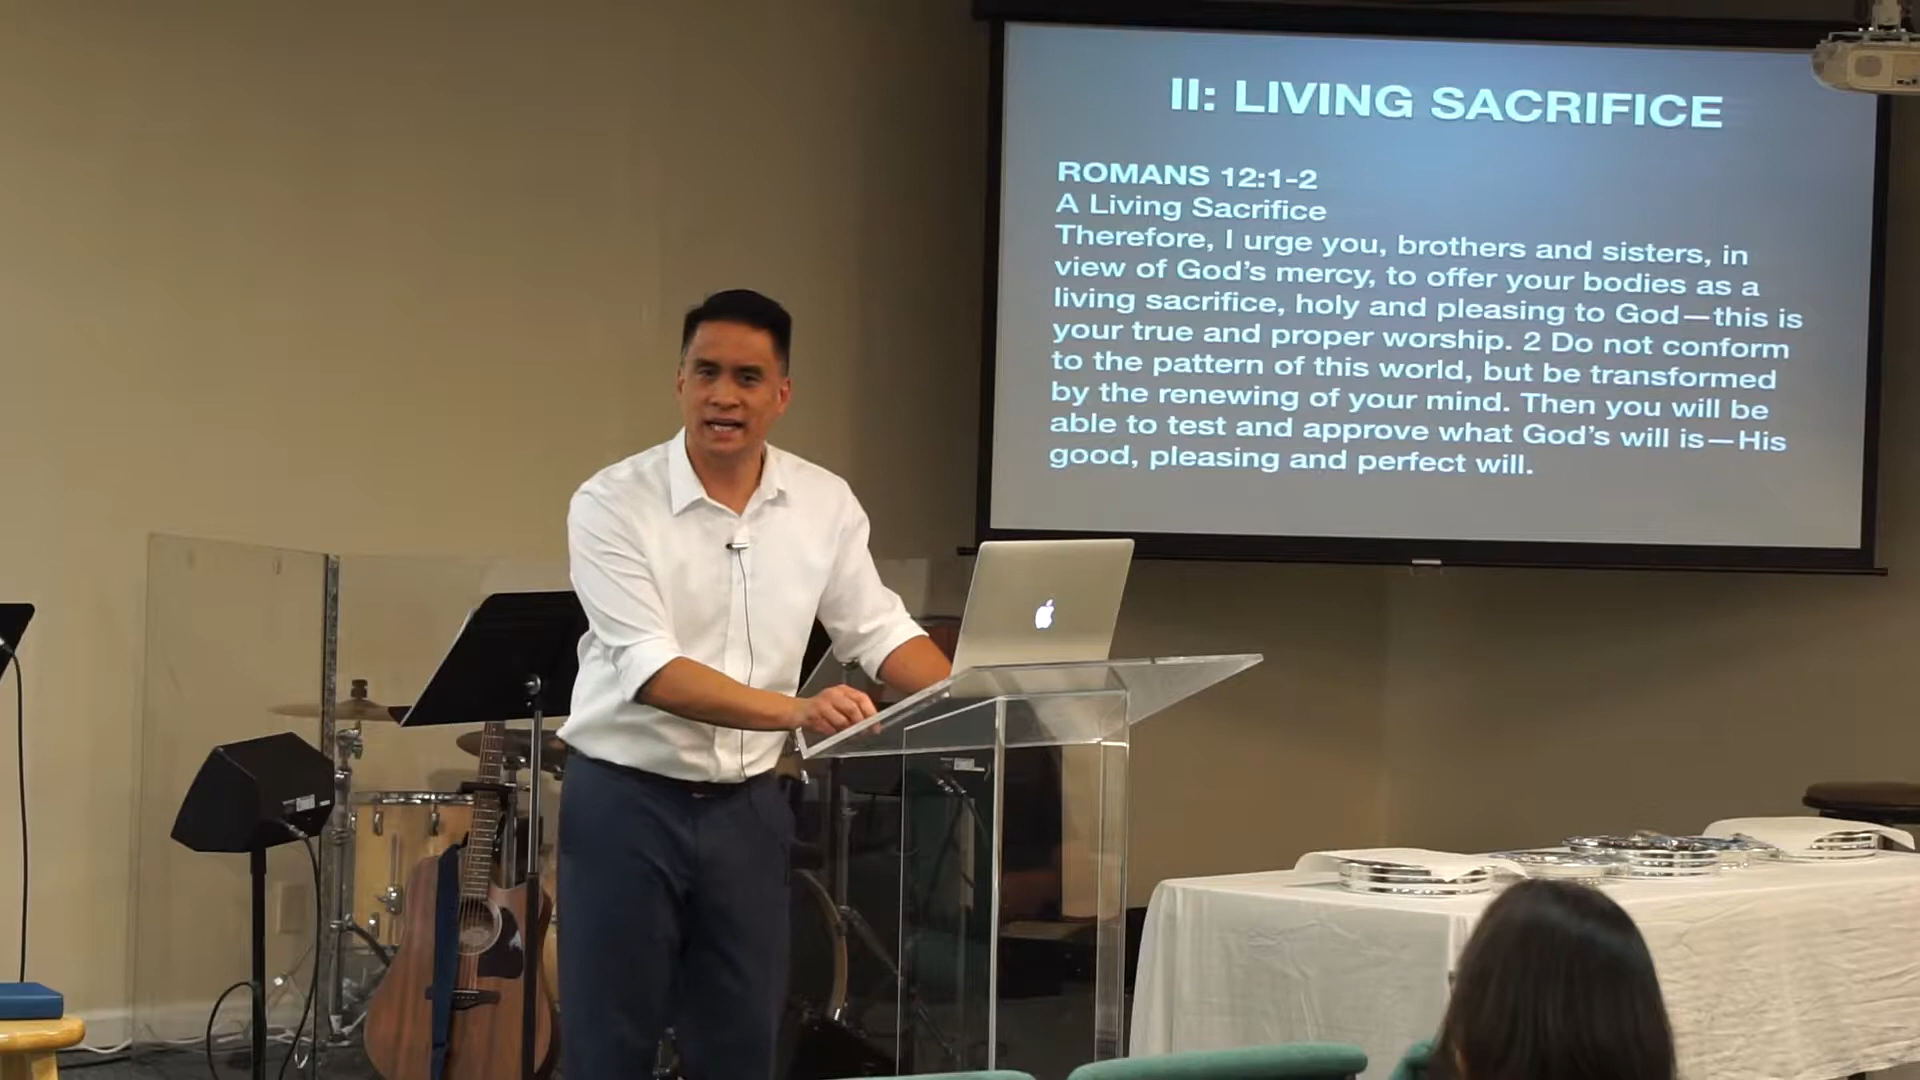 II: LIVING SACRIFICE
ROMANS 12:1-2
A Living Sacrifice
Therefore, I urge you, brothers and sisters, in
view of God's mercy, to offer your bodies as a
living sacrifice, holy and pleasing to God—this is
your true and proper worship. 2 Do not conform
to the pattern of this world, but be transformed
by the renewing of your mind. Then you will be
able to test and approve what God's will is—His
good, pleasing and perfect will.